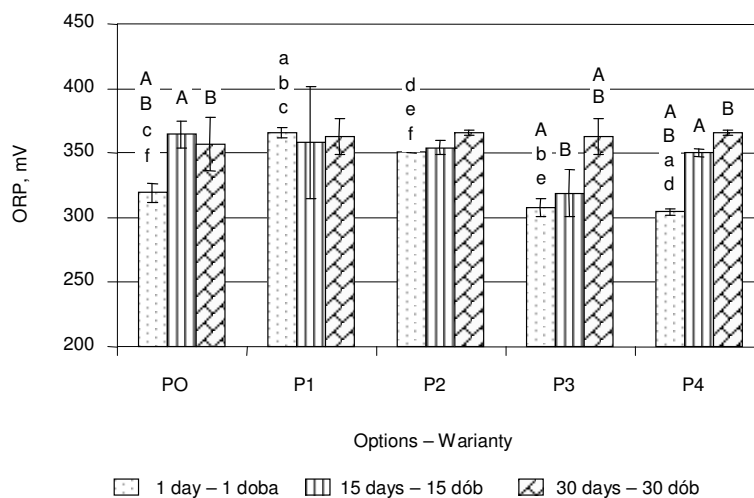 450
400
350
300
250
200
ORP, mV
A
B
c
f
A
B
a
b
c
d
e
f
A
b
e
B
A
B
A
B
a
d
A
B
PO P1 P2 P3 P4
Options – Warianty
1 day – 1 doba 15 days – 15 dób 30 days – 30 dób